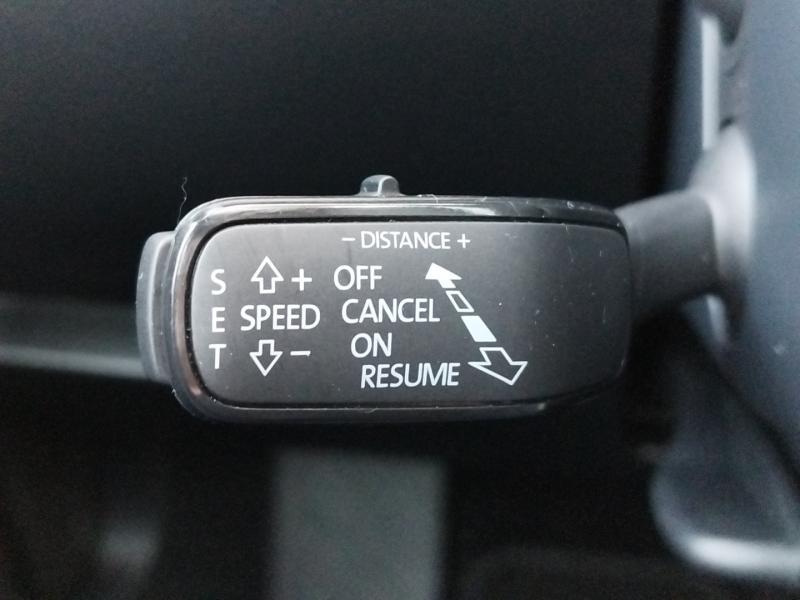 - DISTANCE +
S
E
T
+
SPEED
-
OFF
CANCEL
ON
RESUME